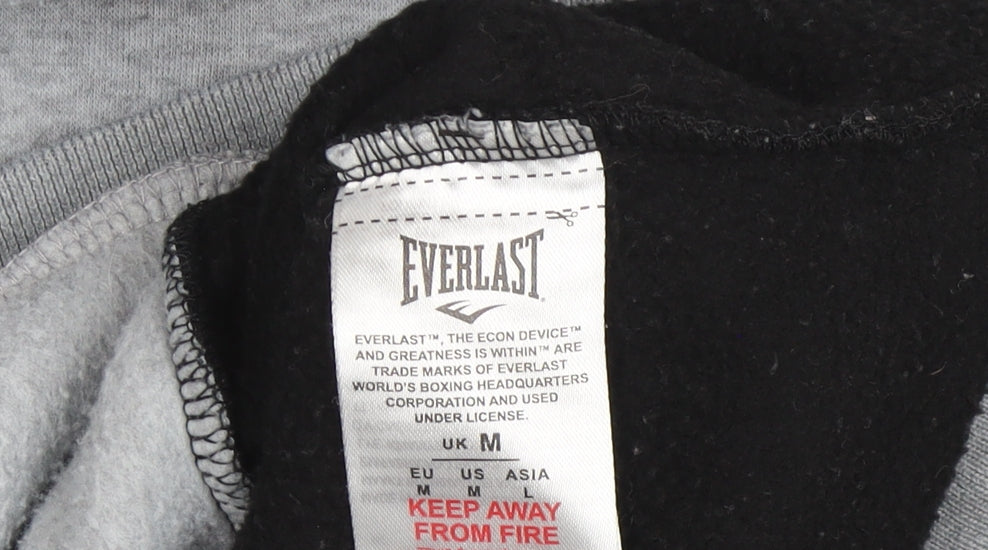 EVERLAST
EVERLAST™, THE ECON DEVICE™
AND GREATNESS IS WITHIN™ ARE
TRADE MARKS OF EVERLAST
WORLD'S BOXING HEADQUARTERS
CORPORATION AND USED
UNDER LICENSE.
UK M
EU US ASIA
M M L
KEEP AWAY
FROM FIRE